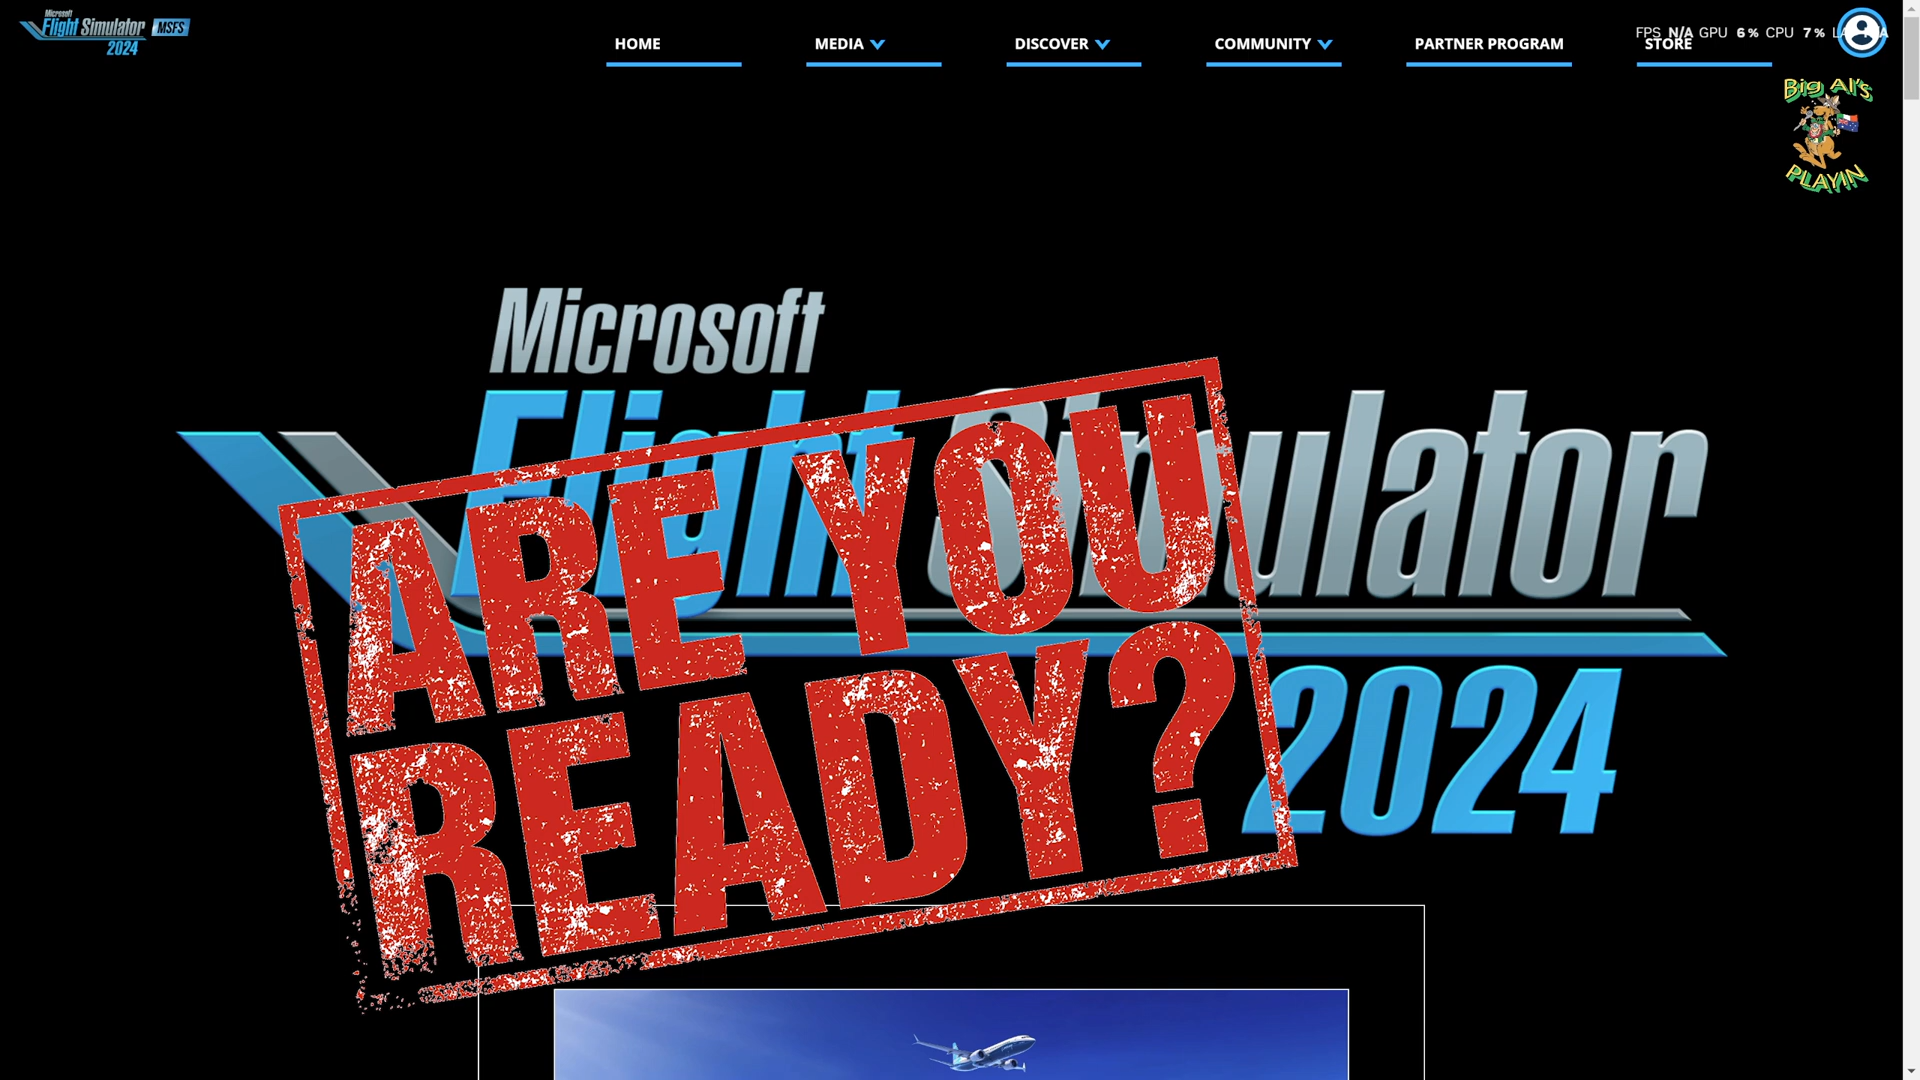 Microsoft
Flight Simulator
2024
MSFS
HOME
MEDIA
DISCOVER
COMMUNITY
PARTNER PROGRAM
STORE
FPS N/A GPU 6% CPU 7%
Big Al's
PLAYIN
Microsoft
Flight Simulator
2024
ARE YOU
READY?